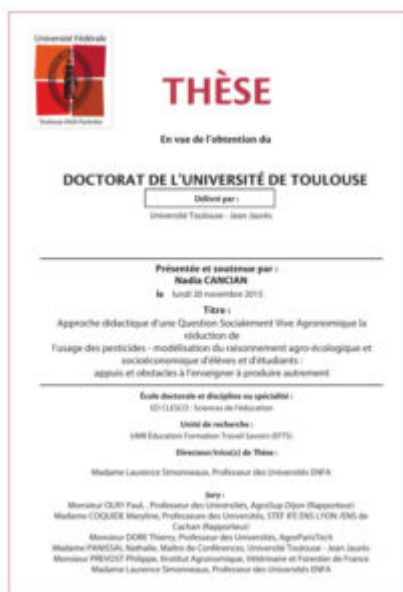 Université Fédérale
Toulouse Midi-Pyrénées
THÈSE
En vue de l'obtention du
DOCTORAT DE L'UNIVERSITÉ DE TOULOUSE
Délivré par :
Université Toulouse - Jean Jaurès
Présentée et soutenue par :
Nadia CANCIAN
le lundi 30 novembre 2015
Titre :
Approche didactique d'une Question Socialement Vive Agronomique la
réduction de
l'usage des pesticides - modélisation du raisonnement agro-écologique et
socioéconomique d'élèves et d'étudiants :
appuis et obstacles à l'enseigner à produire autrement
École doctorale et discipline ou spécialité :
ED CLESCO : Sciences de l'éducation
Unité de recherche :
UMR Éducation Formation Travail Savoirs (EFTS)
Directeur/trice(s) de Thèse :
Madame Laurence Simonneaux, Professeur des Universités ENFA
Jury :
Monsieur OLRY Paul, , Professeur des Universités, AgroSup Dijon (Rapporteur)
Madame COQUIDE Maryline, Professeure des Universités, STEF IFE ENS LYON /ENS de
Cachan (Rapporteur)
Monsieur DORE Thierry, Professeur des Universités, AgroParisTech
Madame PANISSAL Nathalie, Maître de Conférences, Université Toulouse - Jean Jaurès
Monsieur PREVOST Philippe, Institut Agronomique, Vétérinaire et Forestier de France
Madame Laurence Simonneaux, Professeur des Universités ENFA